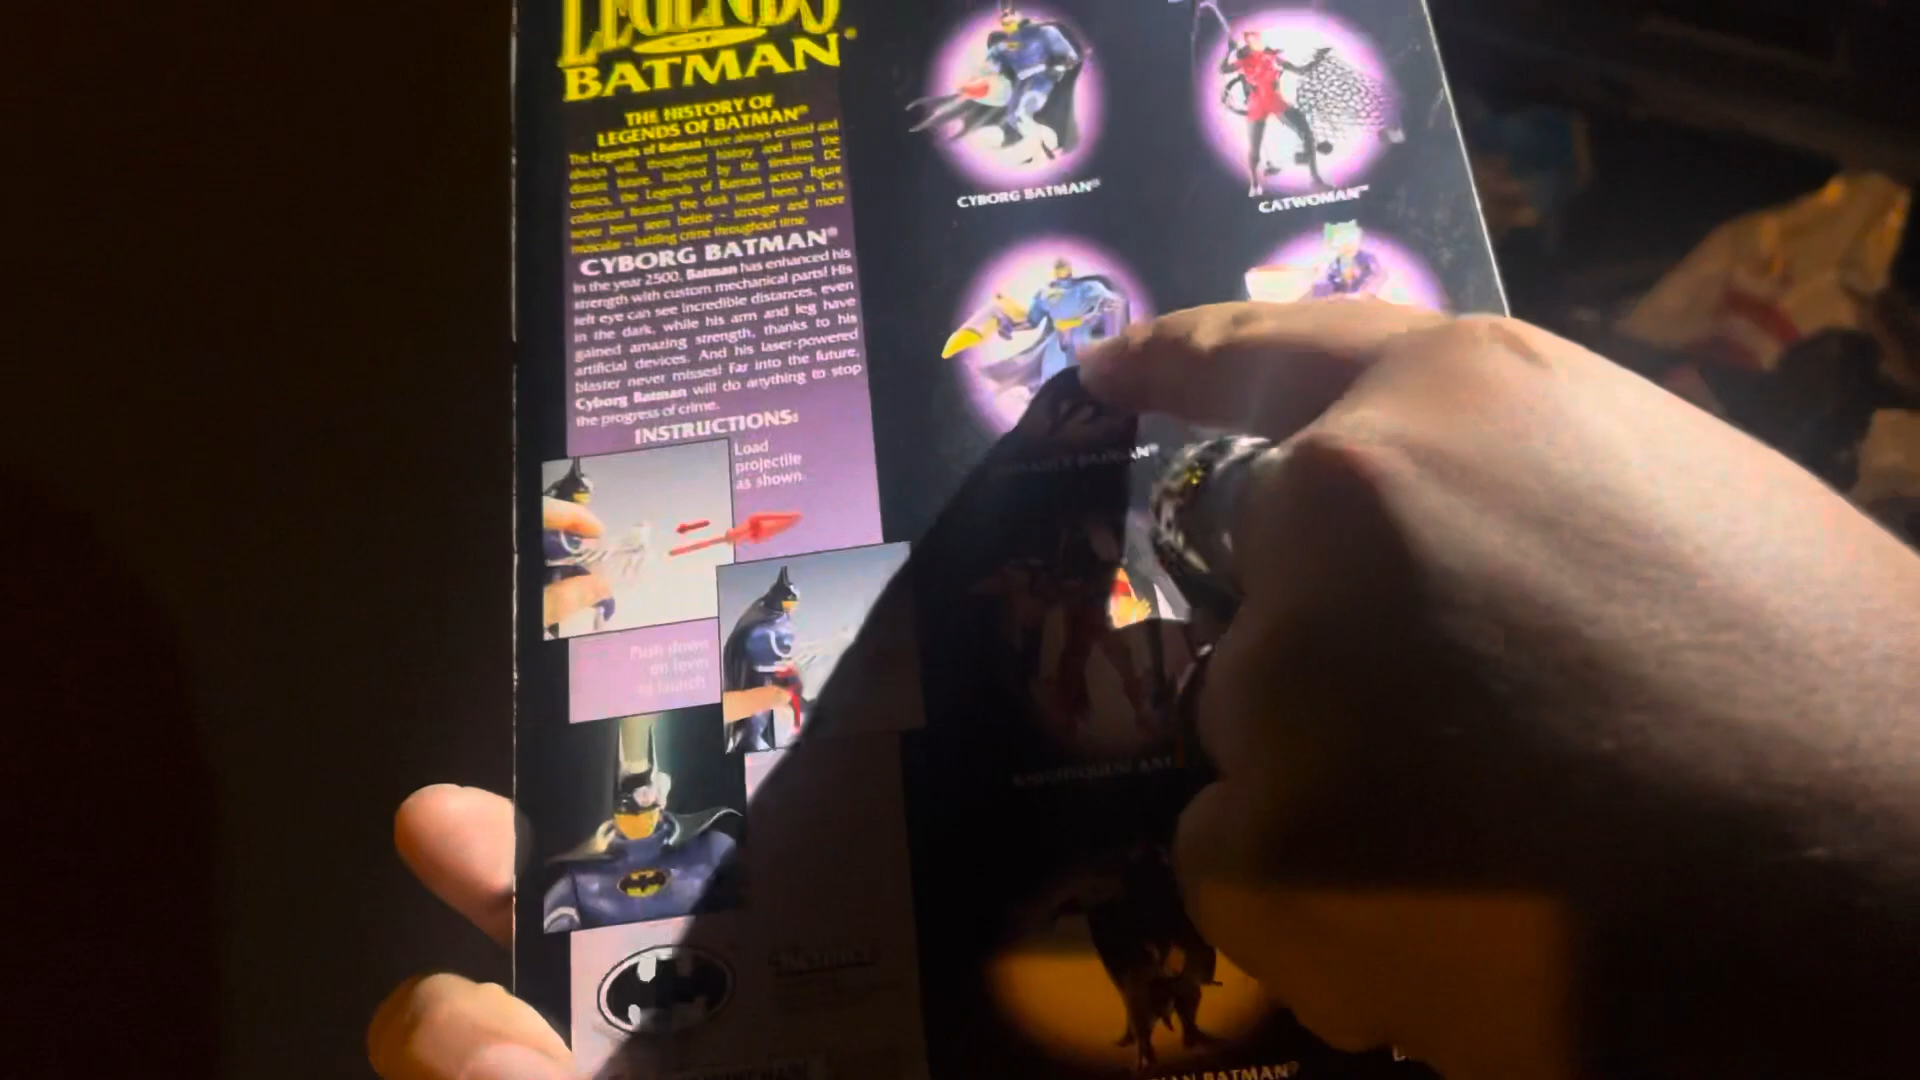 LEGENDS
OF
BATMAN®
THE HISTORY OF
LEGENDS OF BATMAN®
The Legends of Batman have always existed and
always will, throughout history and into the
distant future. Inspired by the timeless DC
comics, the Legends of Batman action figure
collection features the dark super hero as he's
never been seen before – stronger and more
muscular – battling crime throughout time.
CYBORG BATMAN®
In the year 2500, Batman has enhanced his
strength with custom mechanical parts! His
left eye can see incredible distances, even
in the dark, while his arm and leg have
gained amazing strength, thanks to his
artificial devices. And his laser-powered
blaster never misses! Far into the future,
Cyborg Batman will do anything to stop
the progress of crime.
INSTRUCTIONS:
Load
projectile
as shown.
Push down
on lever
to launch.
CYBORG BATMAN®
CATWOMAN™
BATMAN®
BATMAN®